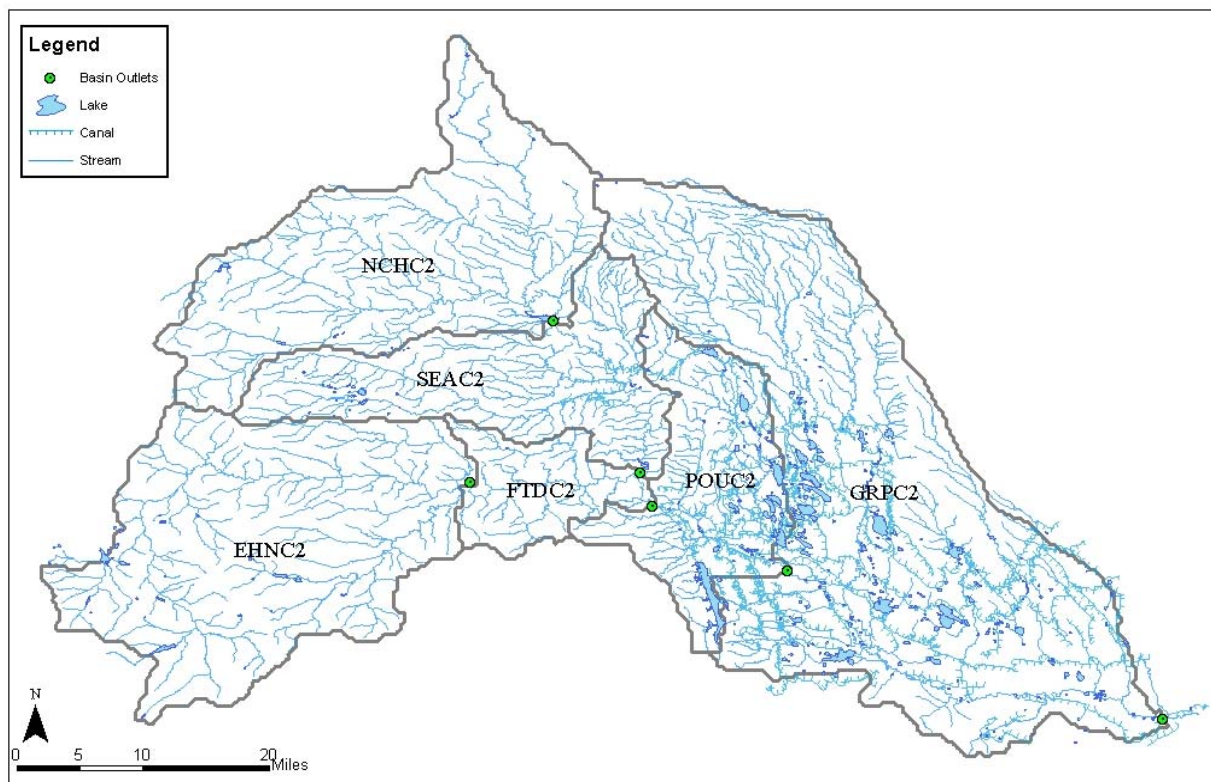 Legend
Basin Outlets
Lake
Canal
Stream
NCHC2
SEAC2
FTDC2
POUC2
GRPC2
EHNC2
N
0 5 10 20
Miles